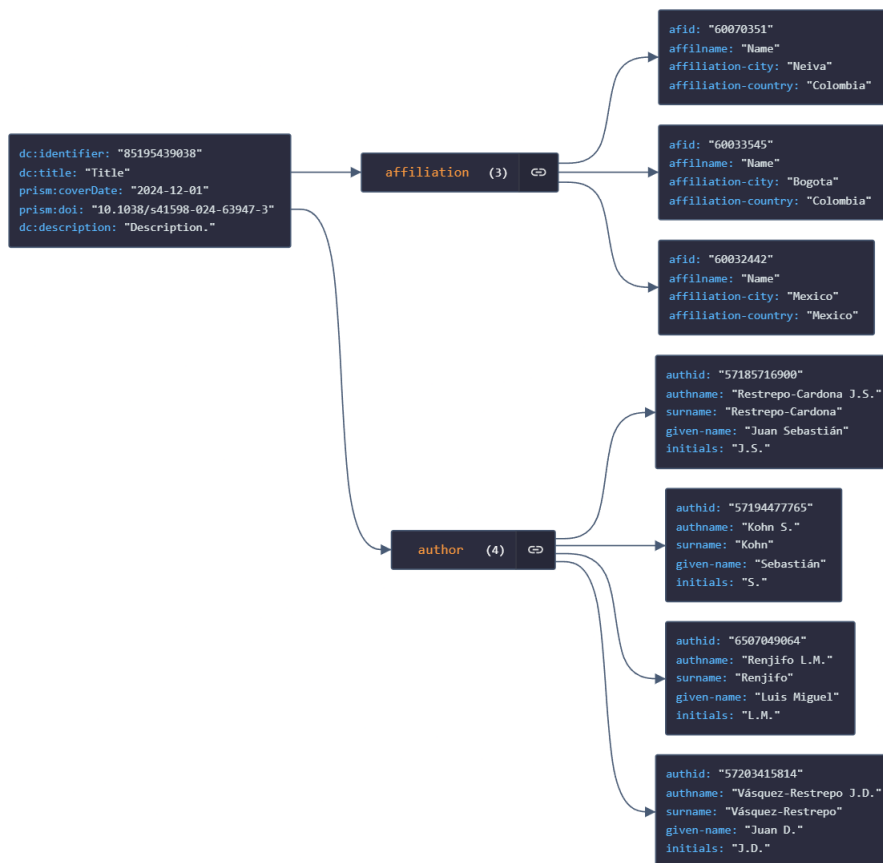 dc:identifier: "85195439038"
dc:title: "Title"
prism:coverDate: "2024-12-01"
prism:doi: "10.1038/s41598-024-63947-3"
dc:description: "Description."
affiliation (3)
afid: "60070351"
affilname: "Name"
affiliation-city: "Neiva"
affiliation-country: "Colombia"
afid: "60033545"
affilname: "Name"
affiliation-city: "Bogota"
affiliation-country: "Colombia"
afid: "60032442"
affilname: "Name"
affiliation-city: "Mexico"
affiliation-country: "Mexico"
author (4)
authid: "57185716900"
authname: "Restrepo-Cardona J.S."
surname: "Restrepo-Cardona"
given-name: "Juan Sebastián"
initials: "J.S."
authid: "57194477765"
authname: "Kohn S."
surname: "Kohn"
given-name: "Sebastián"
initials: "S."
authid: "6507049064"
authname: "Renjifo L.M."
surname: "Renjifo"
given-name: "Luis Miguel"
initials: "L.M."
authid: "57203415814"
authname: "Vásquez-Restrepo J.D."
surname: "Vásquez-Restrepo"
given-name: "Juan D."
initials: "J.D."